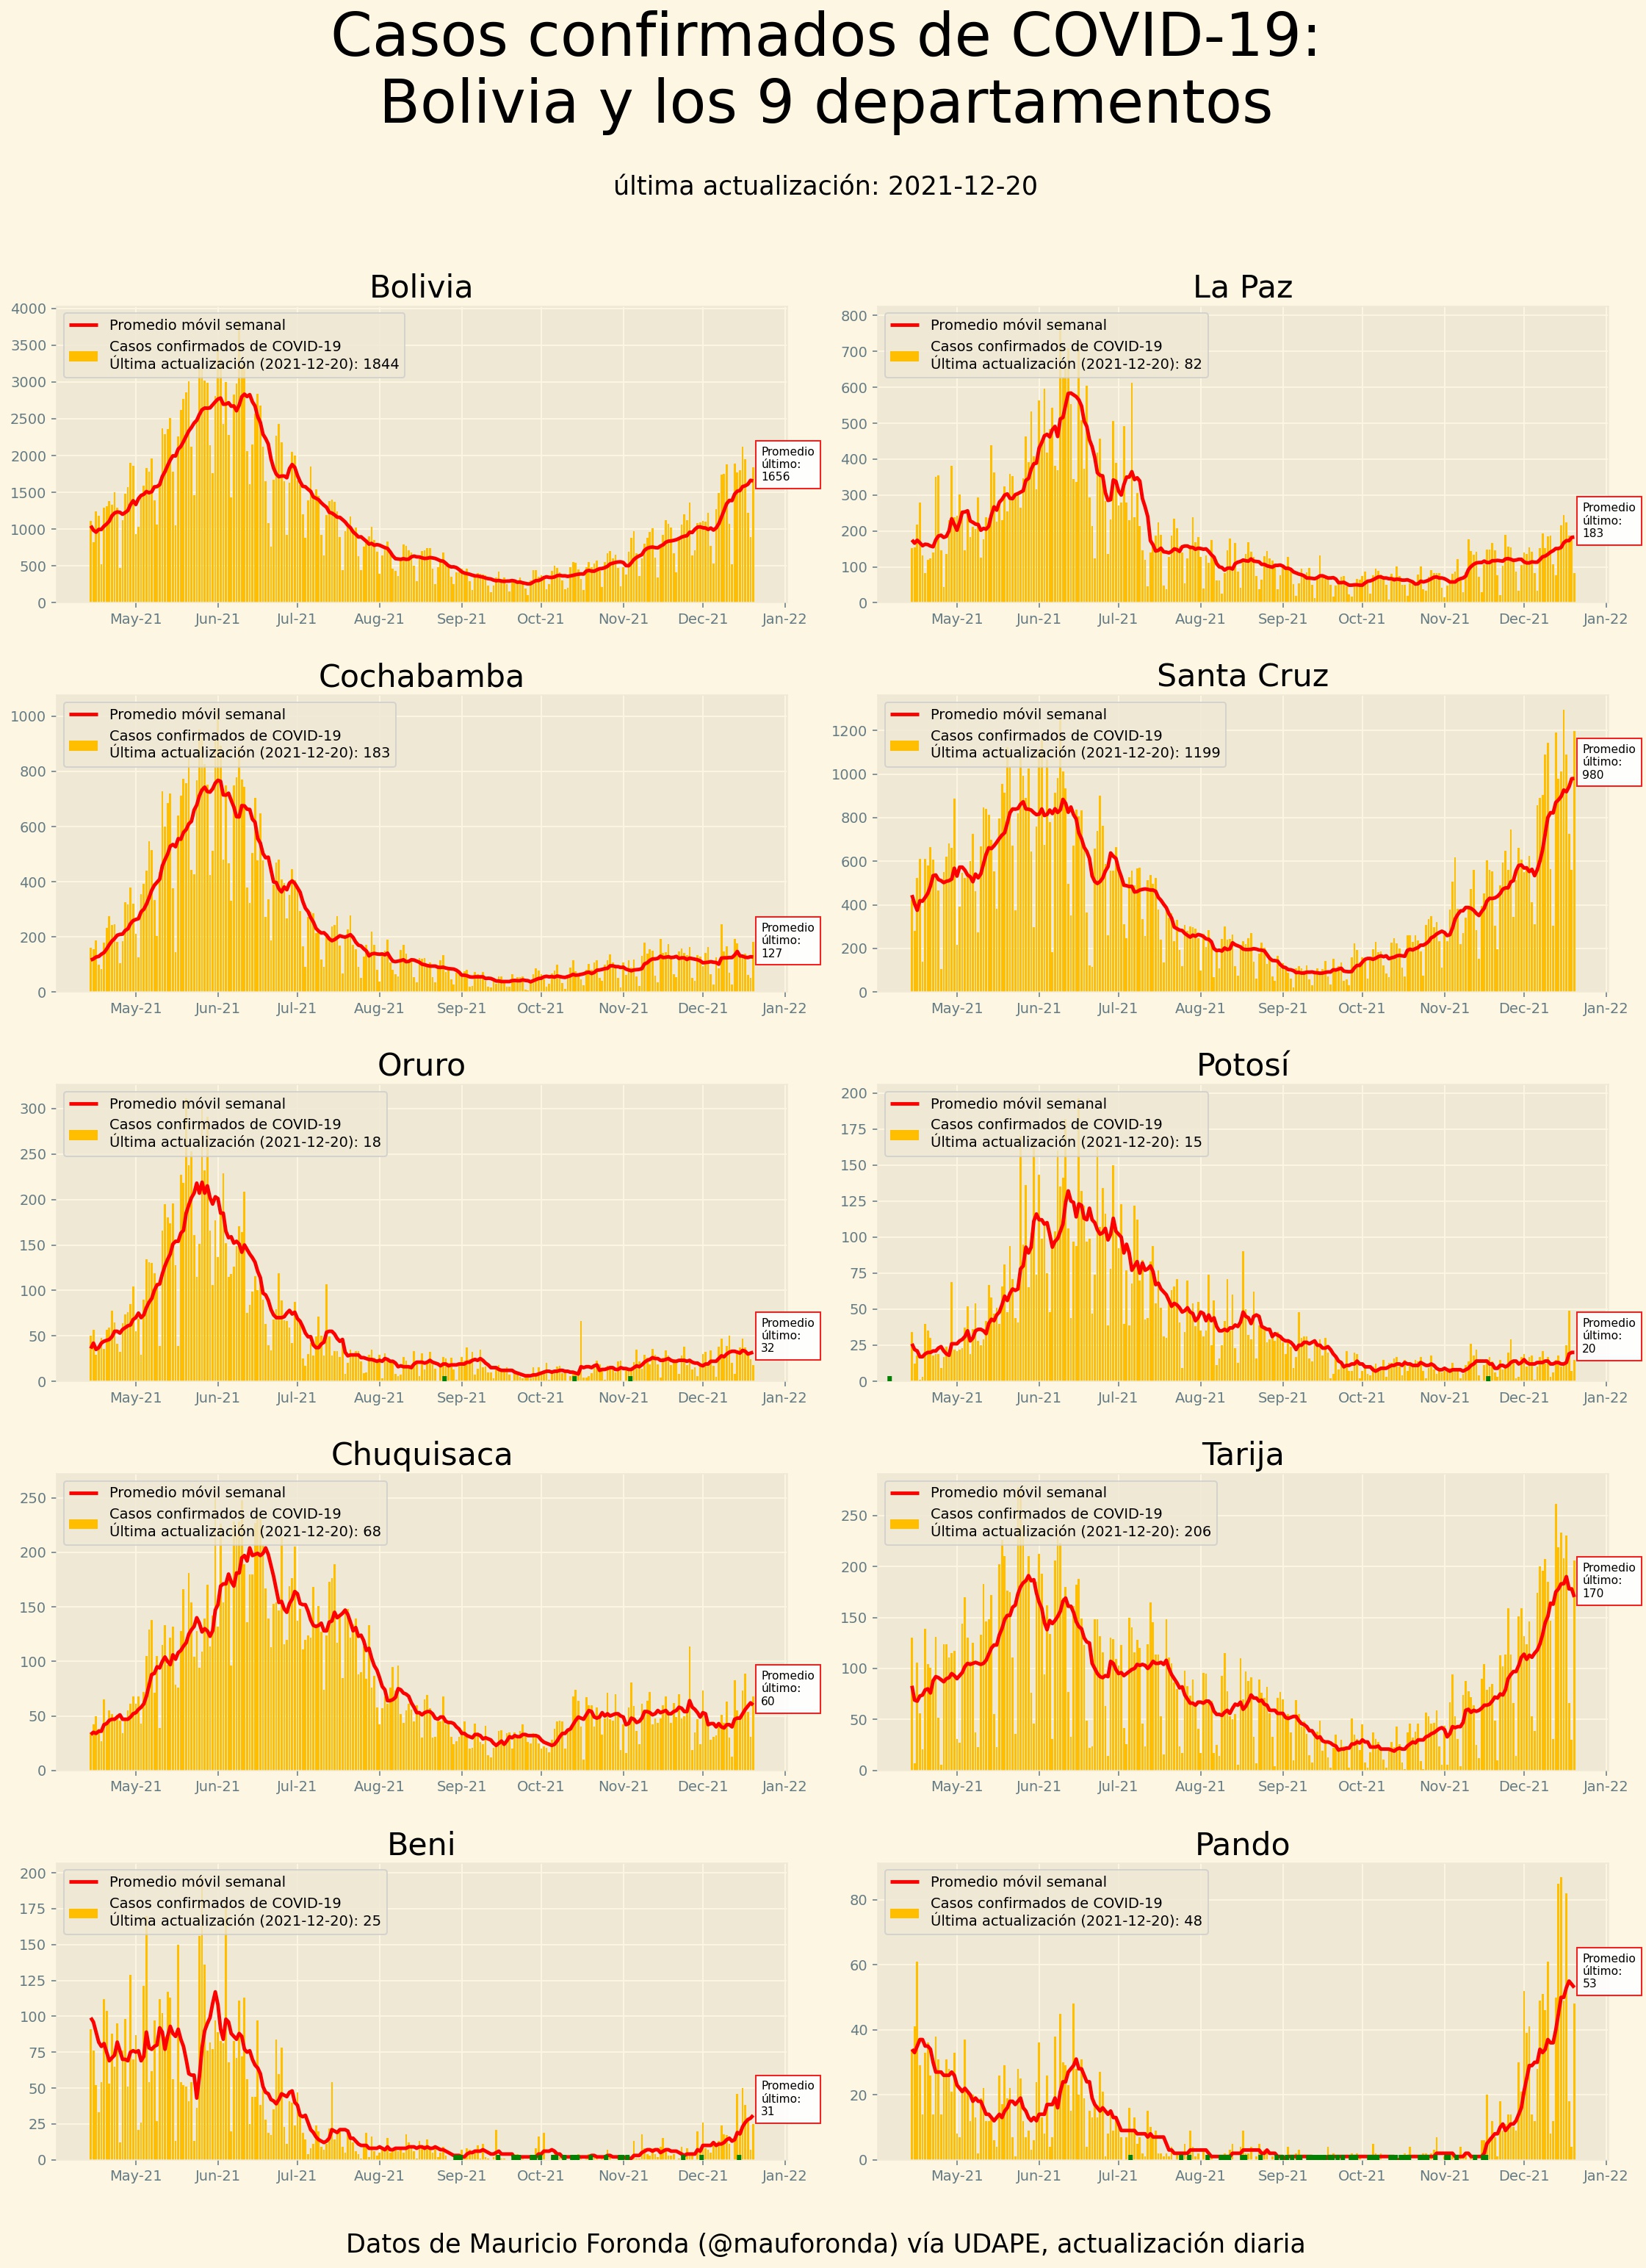 Casos confirmados de COVID-19:
Bolivia y los 9 departamentos
última actualización: 2021-12-20
Bolivia
4000
3500
3000
2500
2000
1500
1000
500
0
Promedio móvil semanal
Casos confirmados de COVID-19
Última actualización (2021-12-20): 1844
Promedio
último:
1656
May-21 Jun-21 Jul-21 Aug-21 Sep-21 Oct-21 Nov-21 Dec-21 Jan-22
La Paz
800
700
600
500
400
300
200
100
0
Promedio móvil semanal
Casos confirmados de COVID-19
Última actualización (2021-12-20): 82
Promedio
último:
183
May-21 Jun-21 Jul-21 Aug-21 Sep-21 Oct-21 Nov-21 Dec-21 Jan-22
Cochabamba
1000
800
600
400
200
0
Promedio móvil semanal
Casos confirmados de COVID-19
Última actualización (2021-12-20): 183
Promedio
último:
127
May-21 Jun-21 Jul-21 Aug-21 Sep-21 Oct-21 Nov-21 Dec-21 Jan-22
Santa Cruz
1200
1000
800
600
400
200
0
Promedio móvil semanal
Casos confirmados de COVID-19
Última actualización (2021-12-20): 1199
Promedio
último:
980
May-21 Jun-21 Jul-21 Aug-21 Sep-21 Oct-21 Nov-21 Dec-21 Jan-22
Oruro
300
250
200
150
100
50
0
Promedio móvil semanal
Casos confirmados de COVID-19
Última actualización (2021-12-20): 18
Promedio
último:
32
May-21 Jun-21 Jul-21 Aug-21 Sep-21 Oct-21 Nov-21 Dec-21 Jan-22
Potosí
200
175
150
125
100
75
50
25
0
Promedio móvil semanal
Casos confirmados de COVID-19
Última actualización (2021-12-20): 15
Promedio
último:
20
May-21 Jun-21 Jul-21 Aug-21 Sep-21 Oct-21 Nov-21 Dec-21 Jan-22
Chuquisaca
250
200
150
100
50
0
Promedio móvil semanal
Casos confirmados de COVID-19
Última actualización (2021-12-20): 68
Promedio
último:
60
May-21 Jun-21 Jul-21 Aug-21 Sep-21 Oct-21 Nov-21 Dec-21 Jan-22
Tarija
250
200
150
100
50
0
Promedio móvil semanal
Casos confirmados de COVID-19
Última actualización (2021-12-20): 206
Promedio
último:
170
May-21 Jun-21 Jul-21 Aug-21 Sep-21 Oct-21 Nov-21 Dec-21 Jan-22
Beni
200
175
150
125
100
75
50
25
0
Promedio móvil semanal
Casos confirmados de COVID-19
Última actualización (2021-12-20): 25
Promedio
último:
31
May-21 Jun-21 Jul-21 Aug-21 Sep-21 Oct-21 Nov-21 Dec-21 Jan-22
Pando
80
60
40
20
0
Promedio móvil semanal
Casos confirmados de COVID-19
Última actualización (2021-12-20): 48
Promedio
último:
53
May-21 Jun-21 Jul-21 Aug-21 Sep-21 Oct-21 Nov-21 Dec-21 Jan-22
Datos de Mauricio Foronda (@mauforonda) vía UDAPE, actualización diaria